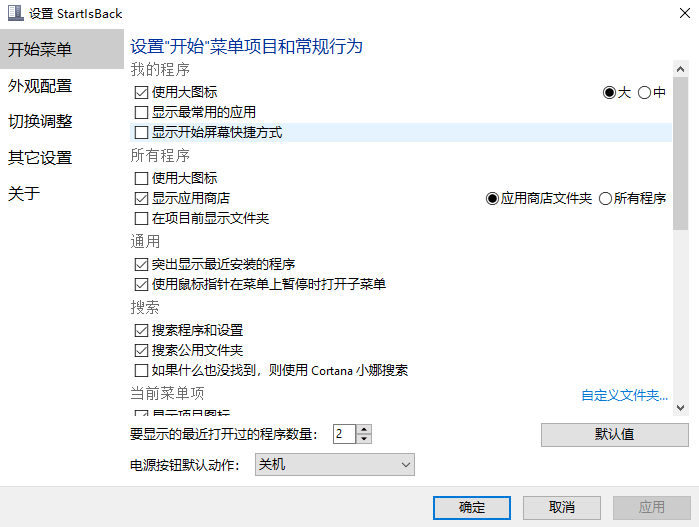 设置 StartIsBack
开始菜单
外观配置
切换调整
其它设置
关于
设置"开始"菜单项目和常规行为
我的程序
使用大图标 大 中
显示最常用的应用
显示开始屏幕快捷方式
所有程序
使用大图标
显示应用商店 应用商店文件夹 所有程序
在项目前显示文件夹
通用
突出显示最近安装的程序
使用鼠标指针在菜单上暂停时打开子菜单
搜索
搜索程序和设置
搜索公用文件夹
如果什么也没找到，则使用 Cortana 小娜搜索
当前菜单项 自定义文件夹...
显示项目图标
要显示的最近打开过的程序数量： 2 默认值
电源按钮默认动作： 关机
确定 取消 应用